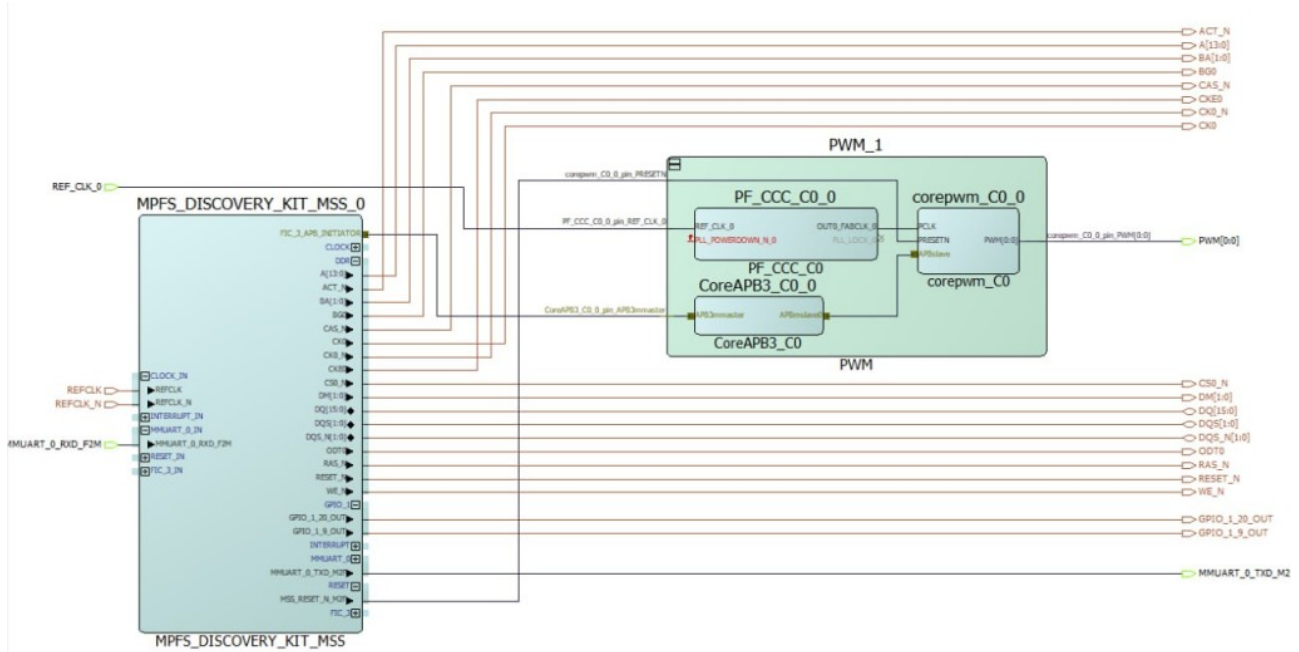 ACT_N
A[13:0]
BA[1:0]
BG0
CAS_N
CKE0
CK0_N
CK0
PWM_1
corepwm_C0_0_pin_PRESETN
REF_CLK_0
MPFS_DISCOVERY_KIT_MSS_0
PF_CCC_C0_0
corepwm_C0_0
PF_CCC_C0_0_pin_REF_CLK_0
REF_CLK_0
OUT0_FABCLK_0
PLL_POWERDOWN_N_0
PF_CCC_C0
PCLK
PRESETN
APBslave
PWM[0:0]
corepwm_C0
corepwm_C0_0_pin_PWM[0:0]
PWM[0:0]
CoreAPB3_C0_0
CoreAPB3_C0_0_pin_APB3mmaster
APB3mmaster
APBmslave0
CoreAPB3_C0
PWM
FIC_3_APB_INITIATOR
CLOCK
DDR
A[13:0]
ACT_N
BA[1:0]
BG0
CAS_N
CK0
CK0_N
CKE0
CS0_N
DM[1:0]
DQ[15:0]
DQS[1:0]
DQS_N[1:0]
ODT0
RAS_N
RESET_N
WE_N
GPIO_1
GPIO_1_20_OUT
GPIO_1_9_OUT
INTERRUPT
MMUART_0
MMUART_0_TXD_M2F
RESET
MSS_RESET_N_M2F
FIC_3
REFCLK
REFCLK_N
MMUART_0_RXD_F2M
CLOCK_IN
REFCLK
REFCLK_N
INTERRUPT_IN
MMUART_0_IN
MMUART_0_RXD_F2M
RESET_IN
FIC_3_IN
MPFS_DISCOVERY_KIT_MSS
CS0_N
DM[1:0]
DQ[15:0]
DQS[1:0]
DQS_N[1:0]
ODT0
RAS_N
RESET_N
WE_N
GPIO_1_20_OUT
GPIO_1_9_OUT
MMUART_0_TXD_M2